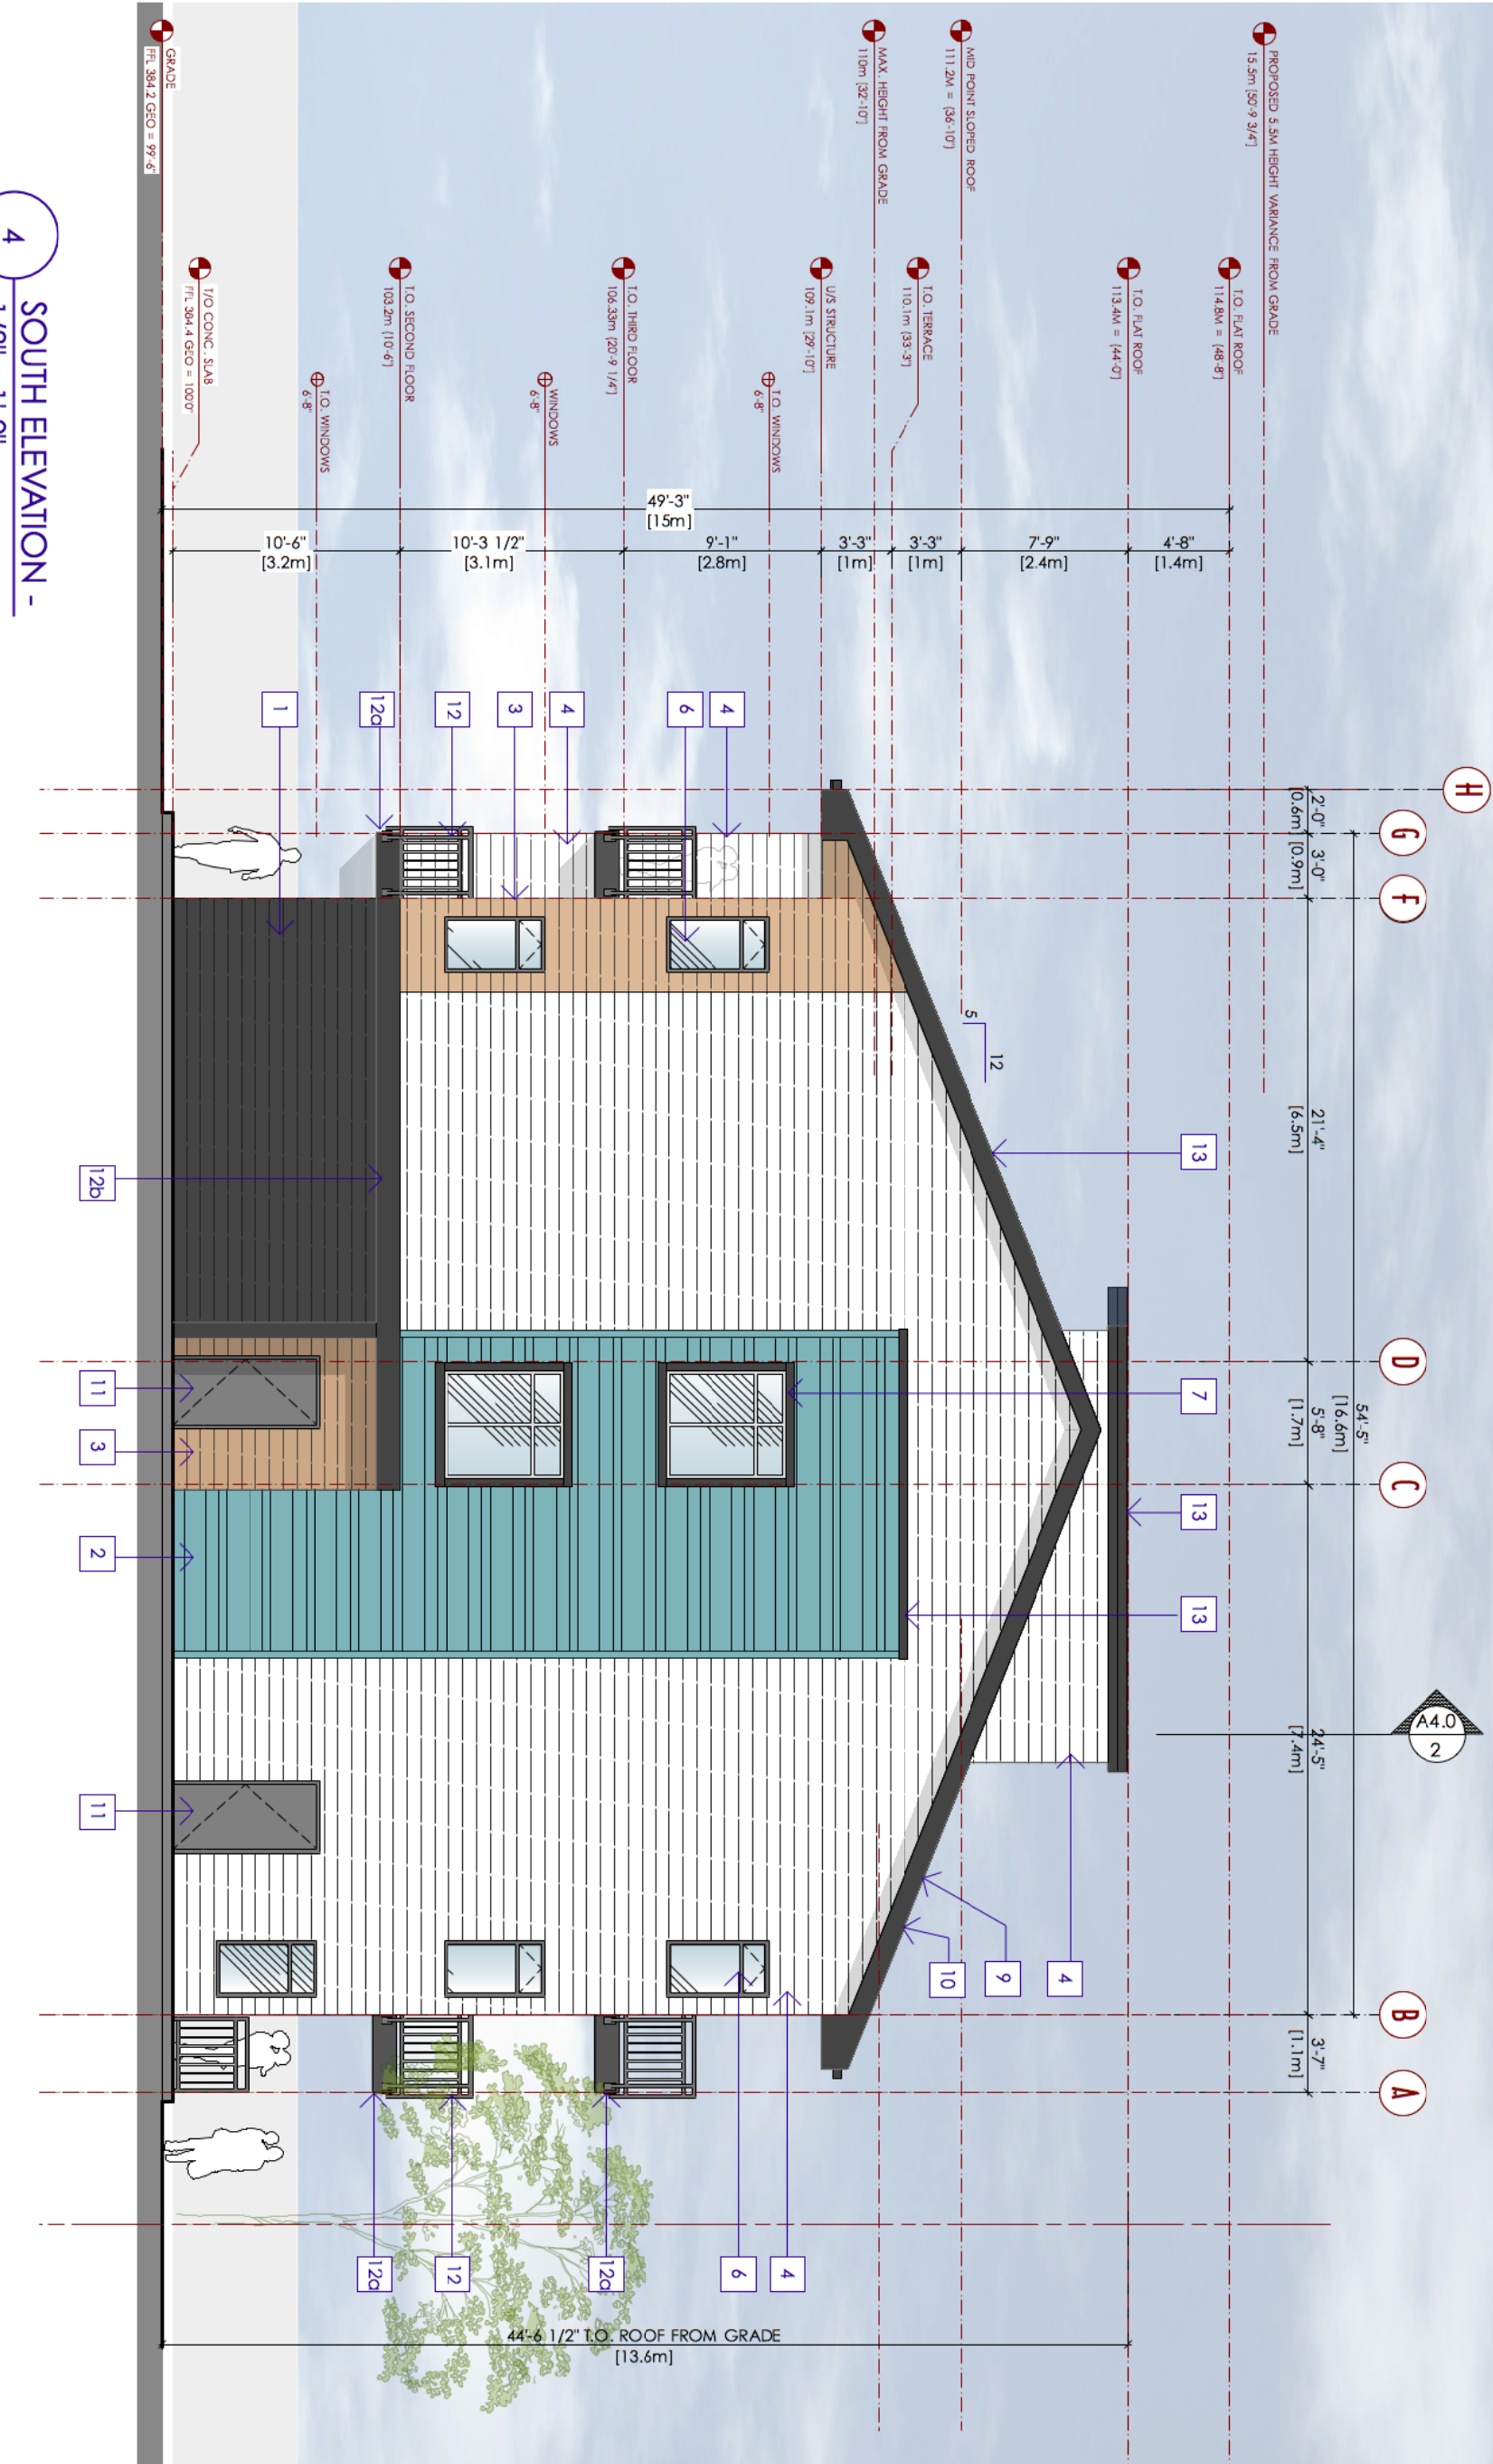 H
G
F
D
C
B
A
2'-0"
[0.6m]
3'-0"
[0.9m]
21'-4"
[6.5m]
54'-5"
[16.6m]
5'-8"
[1.7m]
24'-5"
[7.4m]
3'-7"
[1.1m]
A4.0
2
PROPOSED 5.5M HEIGHT VARIANCE FROM GRADE
15.5m [50'-9 3/4"]
T.O. FLAT ROOF
114.8M = (48'-8")
T.O. FLAT ROOF
113.4M = (44'-0")
MID POINT SLOPED ROOF
111.2M = (36'-10")
T.O. TERRACE
110.1m (33'-3")
MAX. HEIGHT FROM GRADE
110m [32'-10"]
U/S STRUCTURE
109.1m [29'-10"]
T.O. WINDOWS
6'-8"
T.O. THIRD FLOOR
106.33m (20'-9 1/4")
WINDOWS
6'-8"
T.O. SECOND FLOOR
103.2m (10'-6")
T.O. WINDOWS
6'-8"
T/O CONC. SLAB
FFL 384.4 GEO = 100'0"
GRADE
FFL 384.2 GEO = 99'-6"
4'-8"
[1.4m]
7'-9"
[2.4m]
3'-3"
[1m]
3'-3"
[1m]
9'-1"
[2.8m]
49'-3"
[15m]
10'-3 1/2"
[3.1m]
10'-6"
[3.2m]
13
7
13
13
12
5
4
9
10
4
6
4
3
12
12a
1
4
6
12a
12
12a
44'-6 1/2" T.O. ROOF FROM GRADE
[13.6m]
12b
11
3
2
11
4
SOUTH ELEVATION -